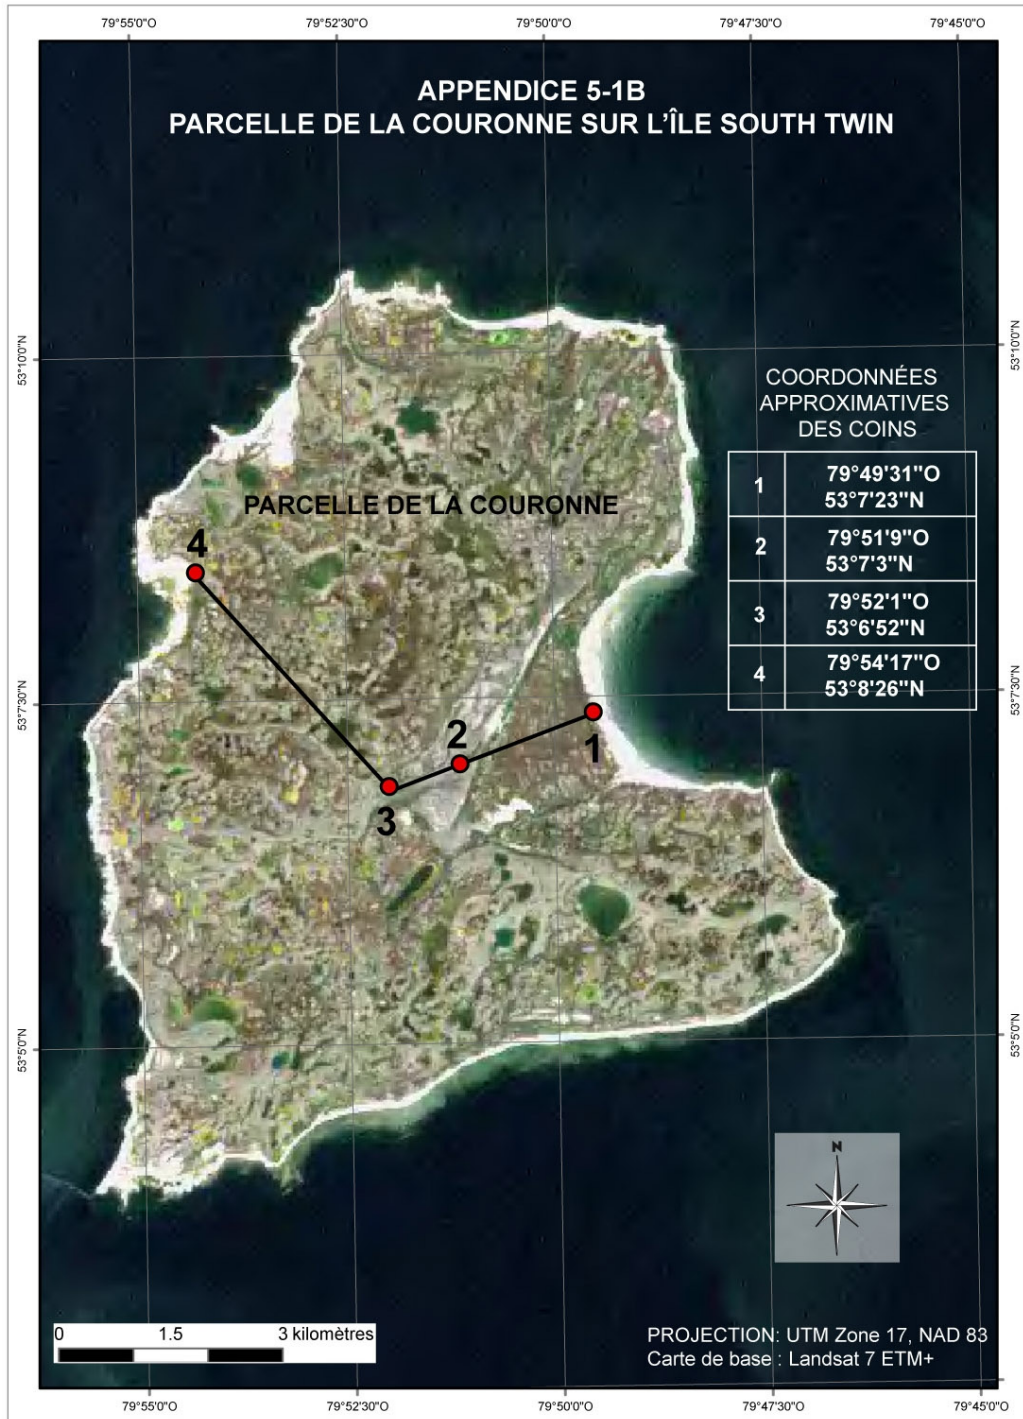 79°55'0"O 79°52'30"O 79°50'0"O 79°47'30"O 79°45'0"O
APPENDICE 5-1B
PARCELLE DE LA COURONNE SUR L'ÎLE SOUTH TWIN
53°10'0"N
53°10'0"N
COORDONNÉES
APPROXIMATIVES
DES COINS
1 79°49'31"O
53°7'23"N
2 79°51'9"O
53°7'3"N
3 79°52'1"O
53°6'52"N
4 79°54'17"O
53°8'26"N
PARCELLE DE LA COURONNE
4
53°7'30"N
53°7'30"N
2
1
3
53°5'0"N
53°5'0"N
N
0 1.5 3 kilomètres
PROJECTION: UTM Zone 17, NAD 83
Carte de base : Landsat 7 ETM+
79°55'0"O 79°52'30"O 79°50'0"O 79°47'30"O 79°45'0"O